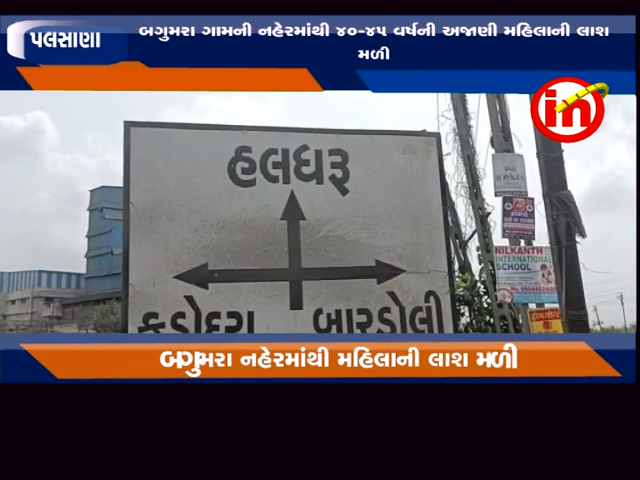 પલસાણા
બગુમરા ગામની નહેરમાંથી ૪૦-૪૫ વર્ષની અજાણી મહિલાની લાશ
મળી
in
હલધરૂ
કડોદરા બારડોલી
NILKANTH
INTERNATIONAL
SCHOOL
બગુમરા નહેરમાંથી મહિલાની લાશ મળી